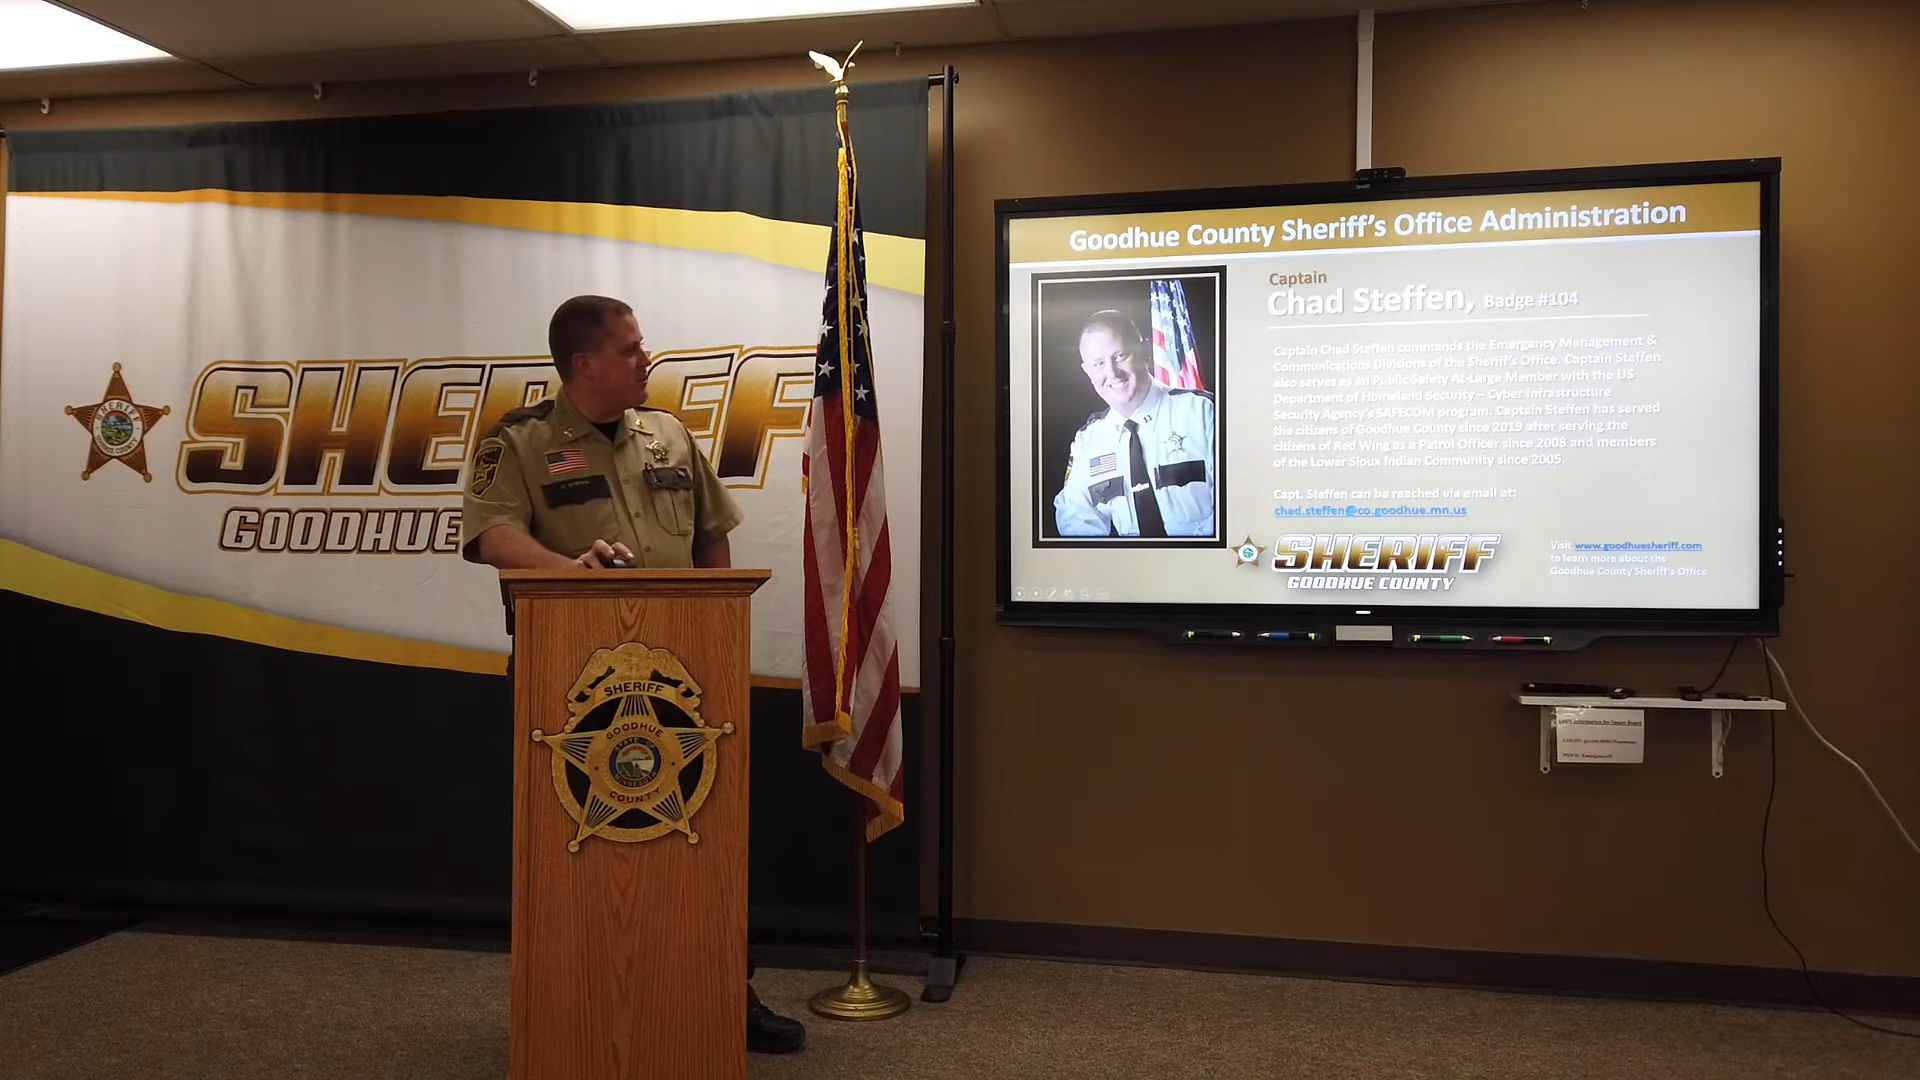 SHERIFF
GOODHUE
SHERIFF
GOODHUE
STATE OF
MINNESOTA
COUNTY
Goodhue County Sheriff's Office Administration
Captain
Chad Steffen, Badge #104
Captain Chad Steffen commands the Emergency Management &
Communications Divisions of the Sheriff's Office. Captain Steffen
also serves as an Public Safety At-Large Member with the US
Department of Homeland Security – Cyber Infrastructure
Security Agency's SAFECOM program. Captain Steffen has served
the citizens of Goodhue County since 2019 after serving the
citizens of Red Wing as a Patrol Officer since 2008 and members
of the Lower Sioux Indian Community since 2005.
Capt. Steffen can be reached via email at:
chad.steffen@co.goodhue.mn.us
SHERIFF
GOODHUE COUNTY
Visit www.goodhuesheriff.com
to learn more about the
Goodhue County Sheriff's Office